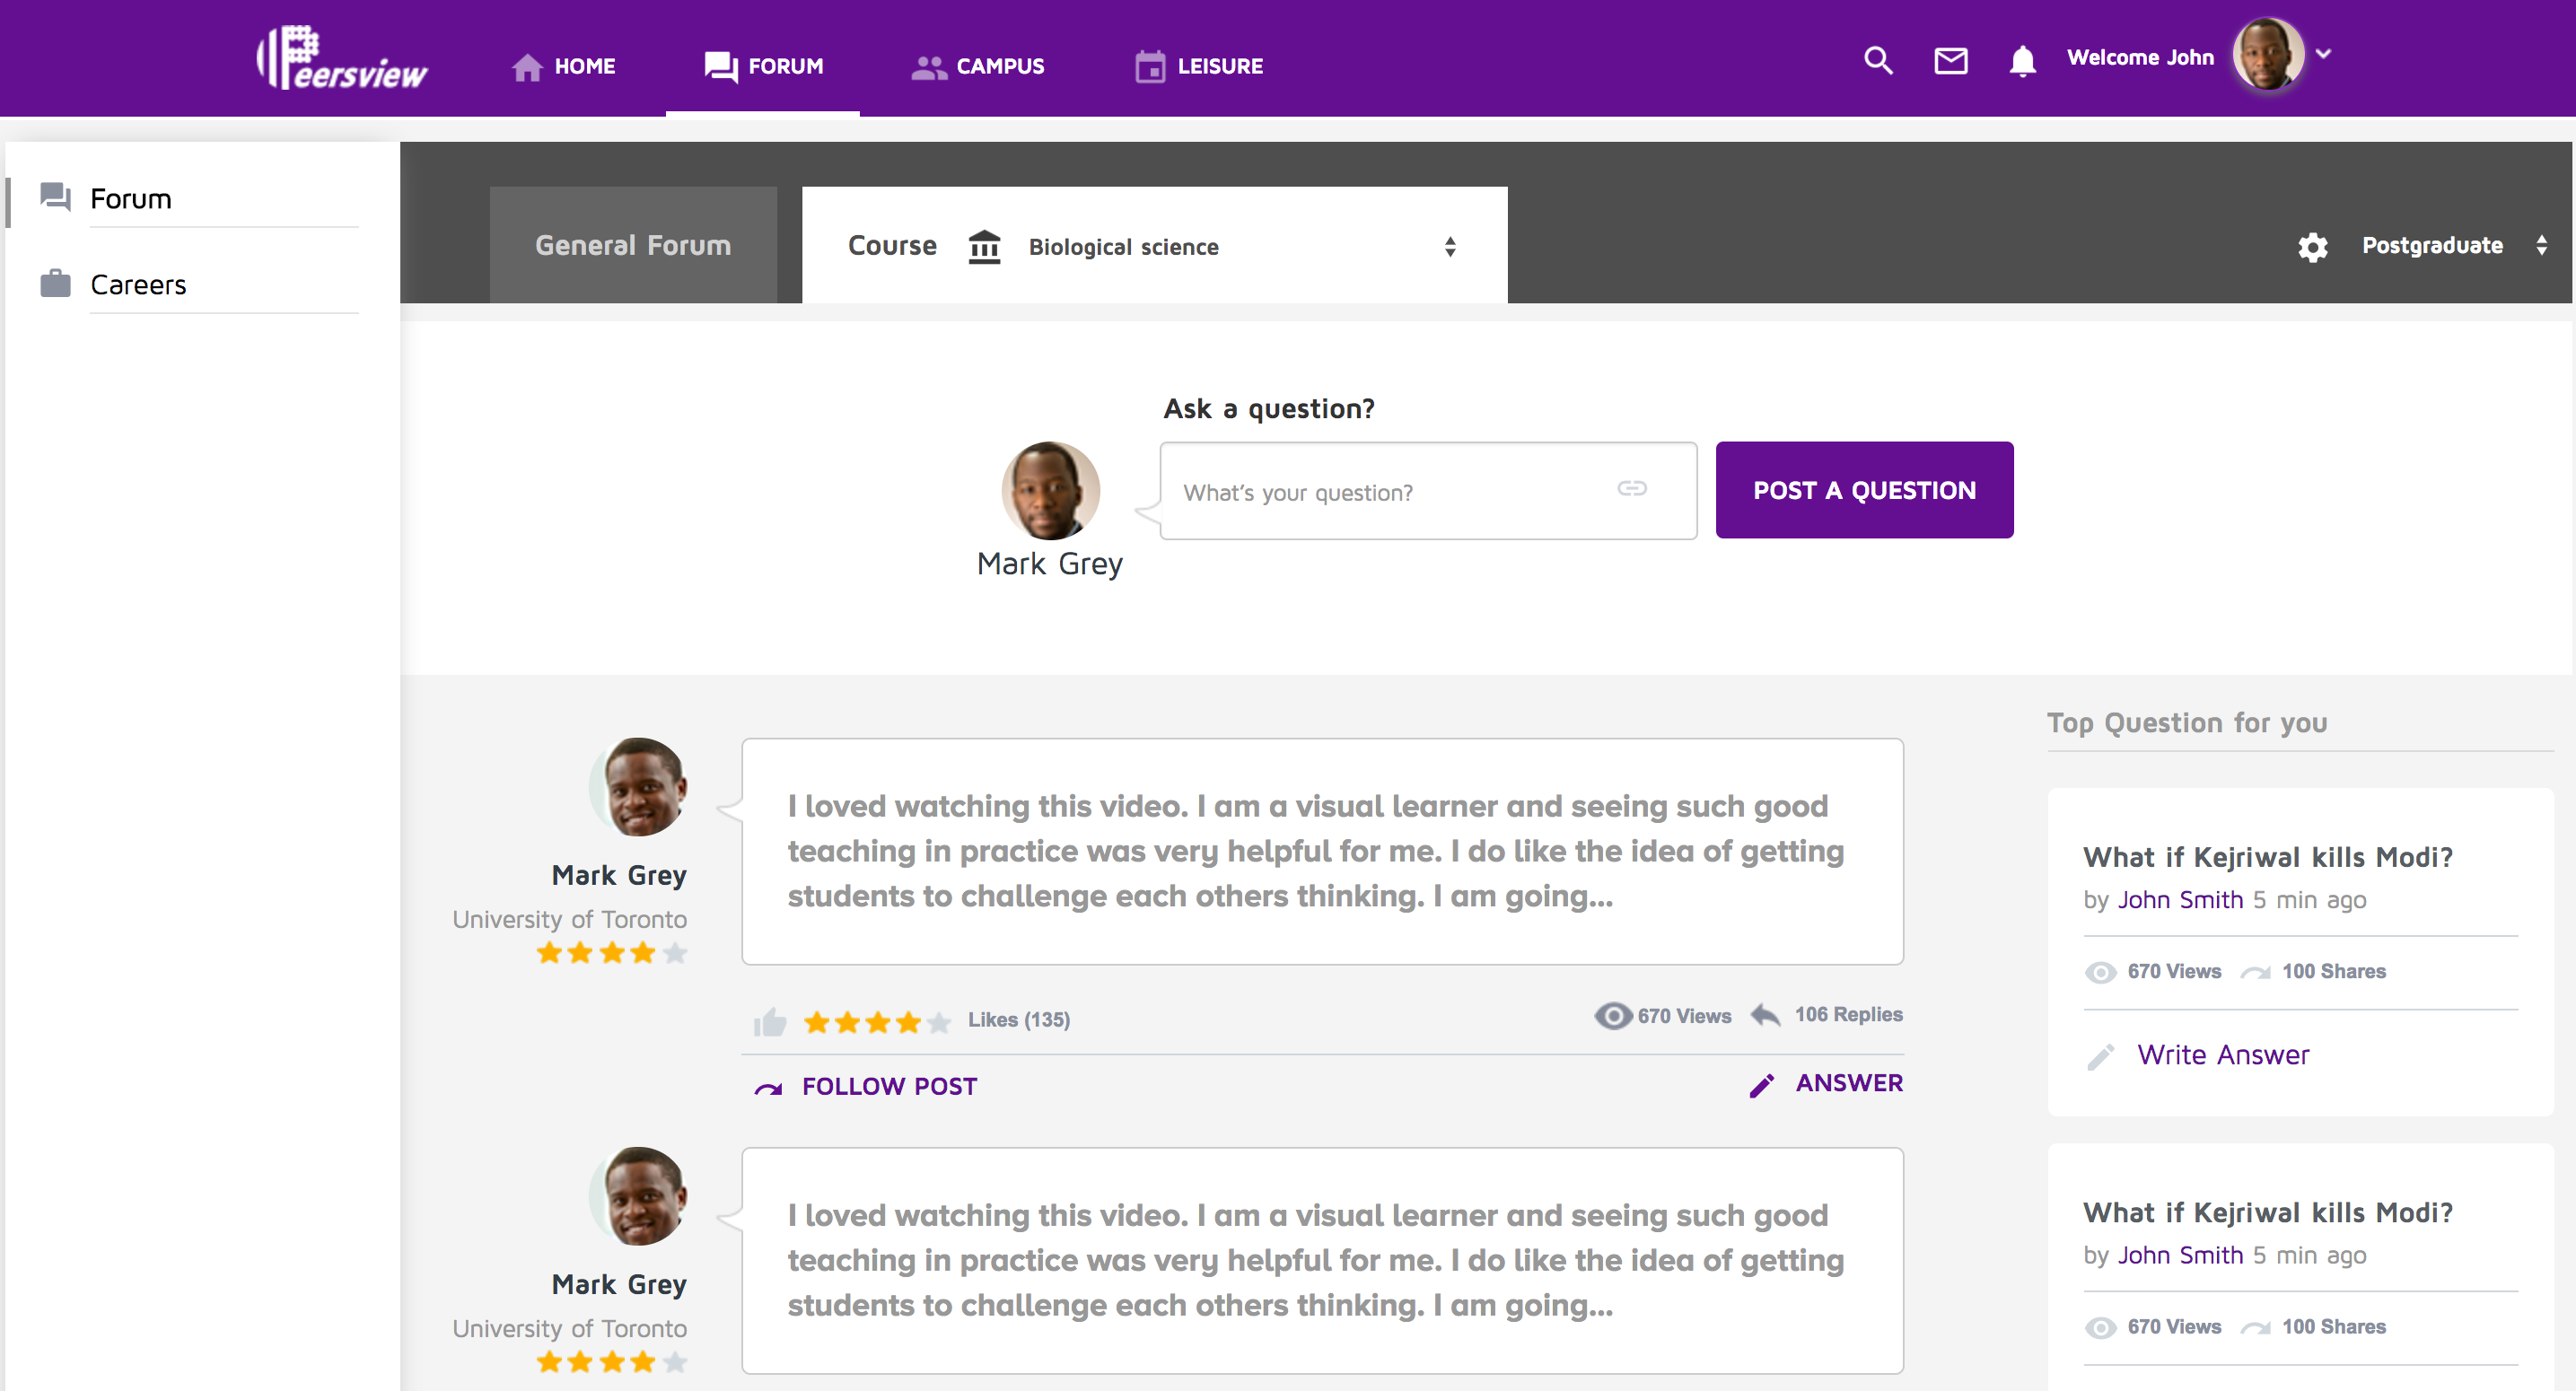 Peersview
HOME
FORUM
CAMPUS
LEISURE
Welcome John
Forum
Careers
General Forum
Course
Biological science
Postgraduate
Ask a question?
What's your question?
POST A QUESTION
Mark Grey
Mark Grey
University of Toronto
I loved watching this video. I am a visual learner and seeing such good
teaching in practice was very helpful for me. I do like the idea of getting
students to challenge each others thinking. I am going...
Likes (135)
670 Views
106 Replies
FOLLOW POST
ANSWER
Mark Grey
University of Toronto
I loved watching this video. I am a visual learner and seeing such good
teaching in practice was very helpful for me. I do like the idea of getting
students to challenge each others thinking. I am going...
Top Question for you
What if Kejriwal kills Modi?
by John Smith 5 min ago
670 Views
100 Shares
Write Answer
What if Kejriwal kills Modi?
by John Smith 5 min ago
670 Views
100 Shares